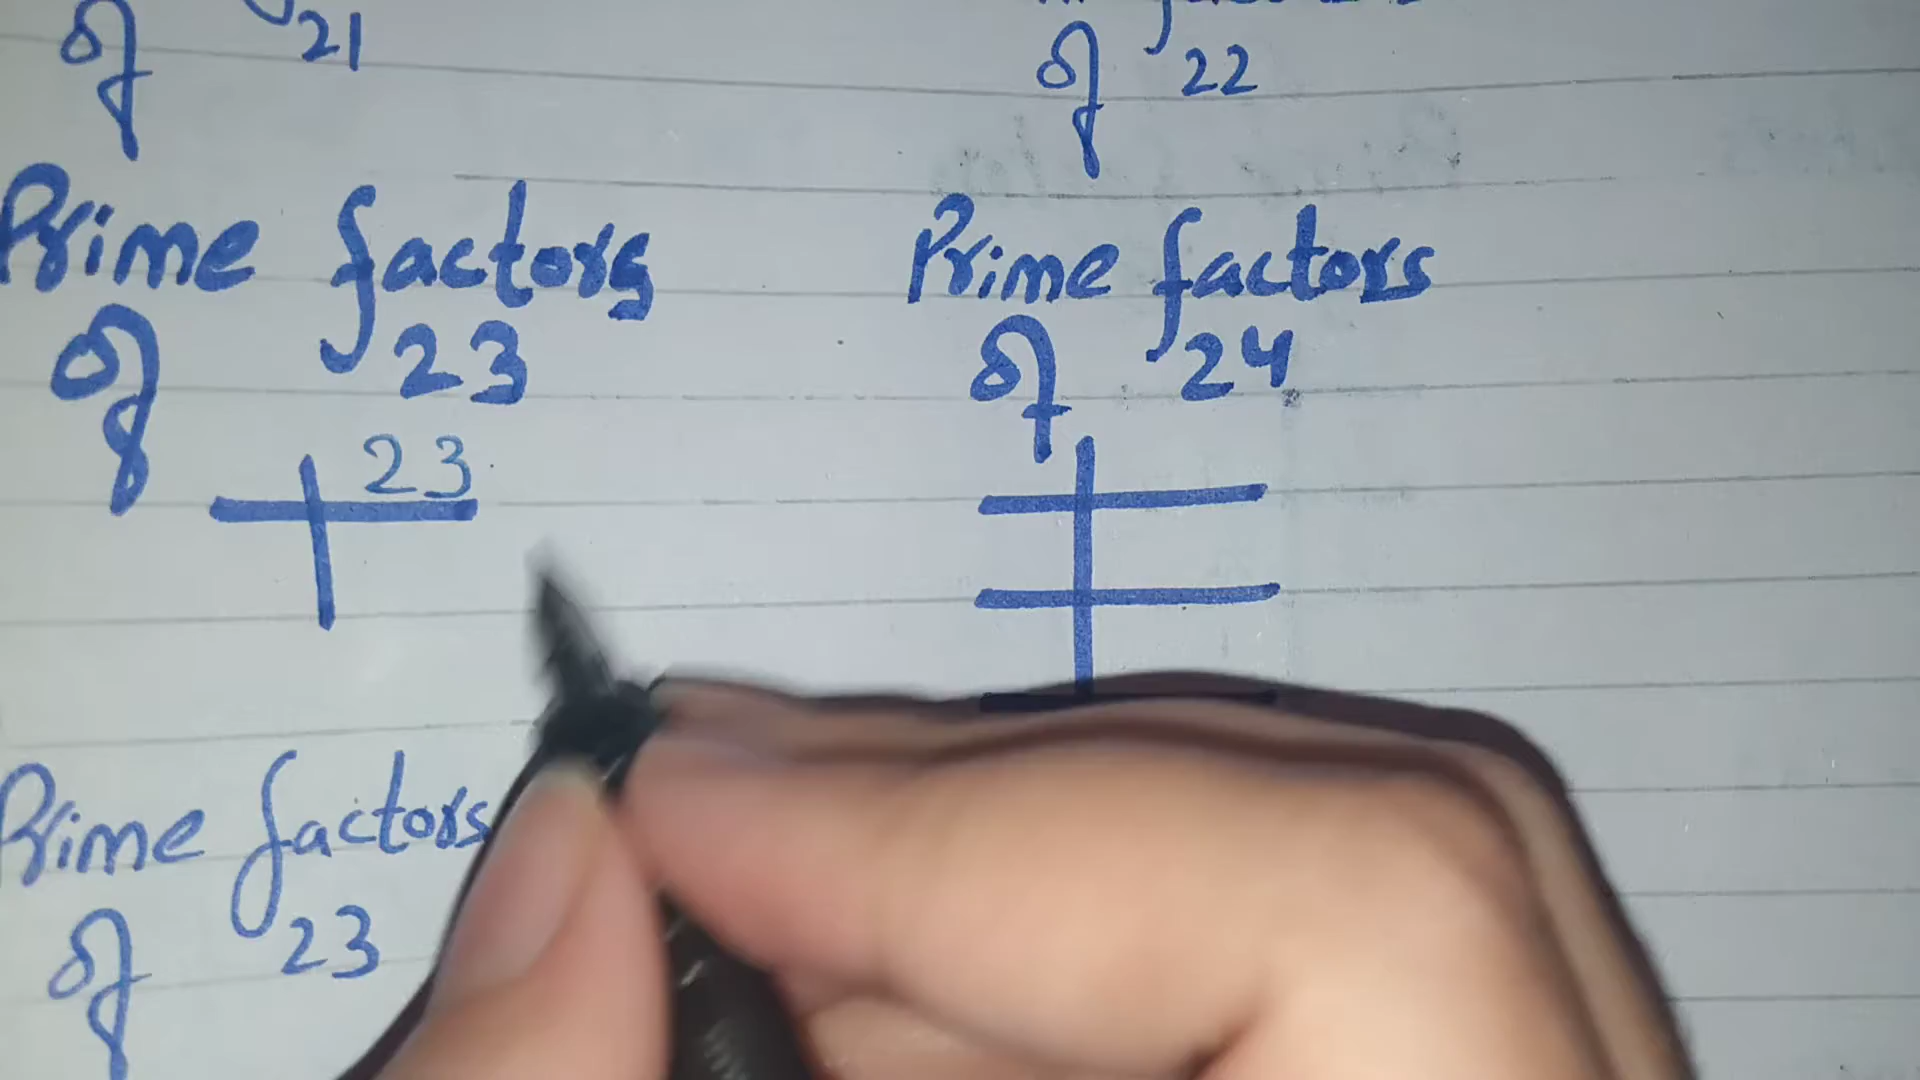 of 21
of 22
Prime factors
of 23
23
Prime factors
of 24
Prime factors
of 23